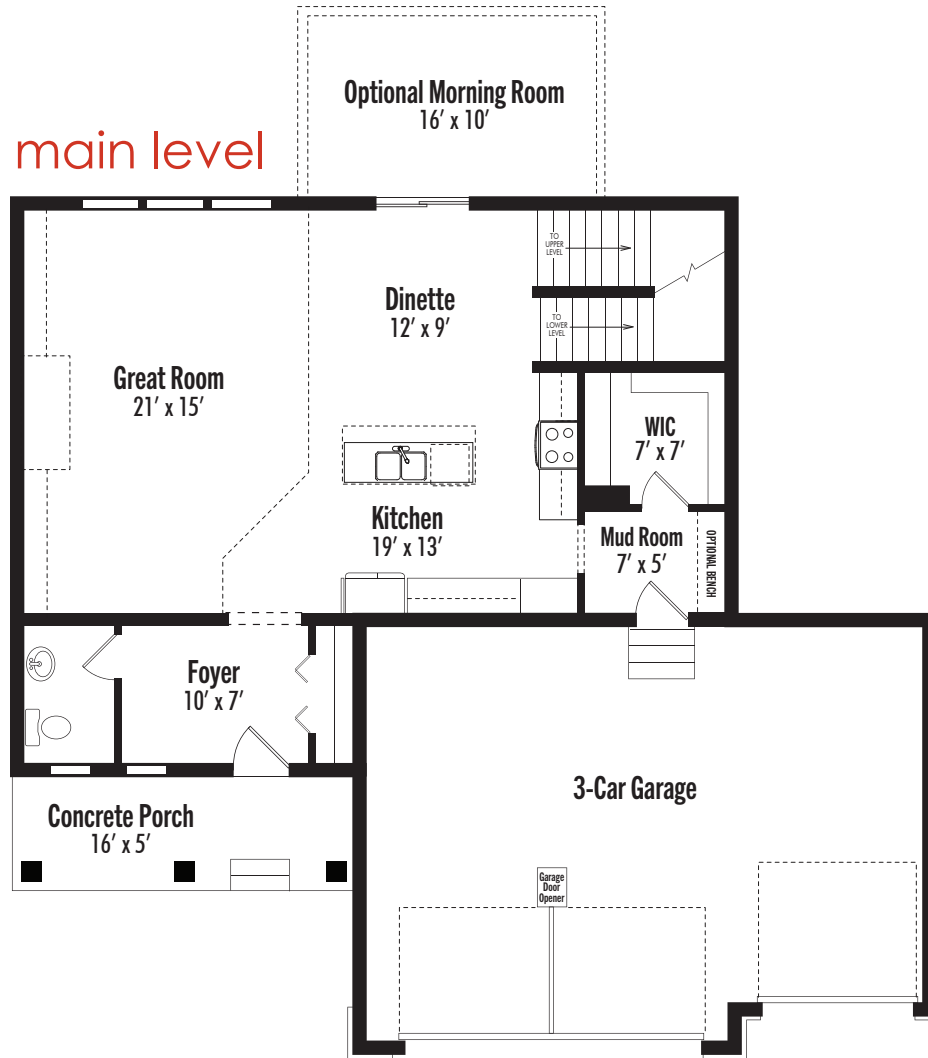 Optional Morning Room
16′ x 10′
main level
TO
UPPER
LEVEL
Dinette
12′ x 9′
TO
LOWER
LEVEL
Great Room
21′ x 15′
WIC
7′ x 7′
Kitchen
19′ x 13′
Mud Room
7′ x 5′
OPTIONAL BENCH
Foyer
10′ x 7′
3-Car Garage
Concrete Porch
16′ x 5′
Garage
Door
Opener